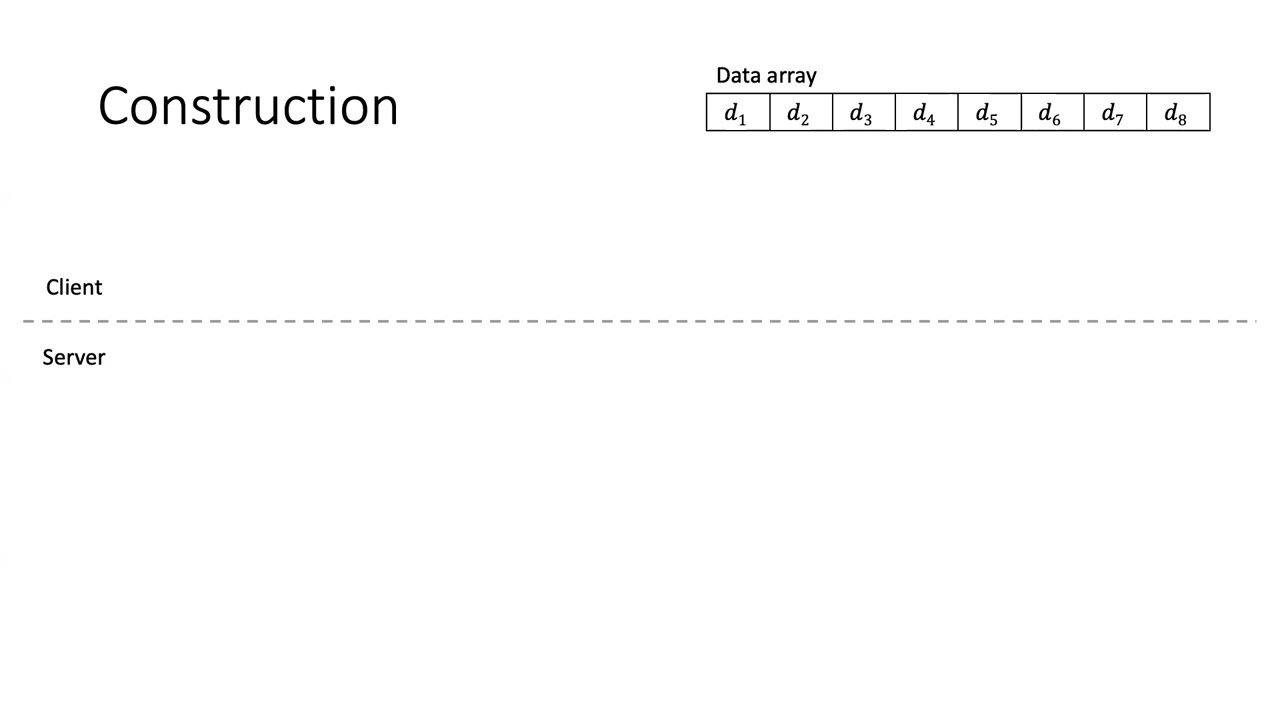 Construction
Data array
d₁ d₂ d₃ d₄ d₅ d₆ d₇ d₈
Client
Server